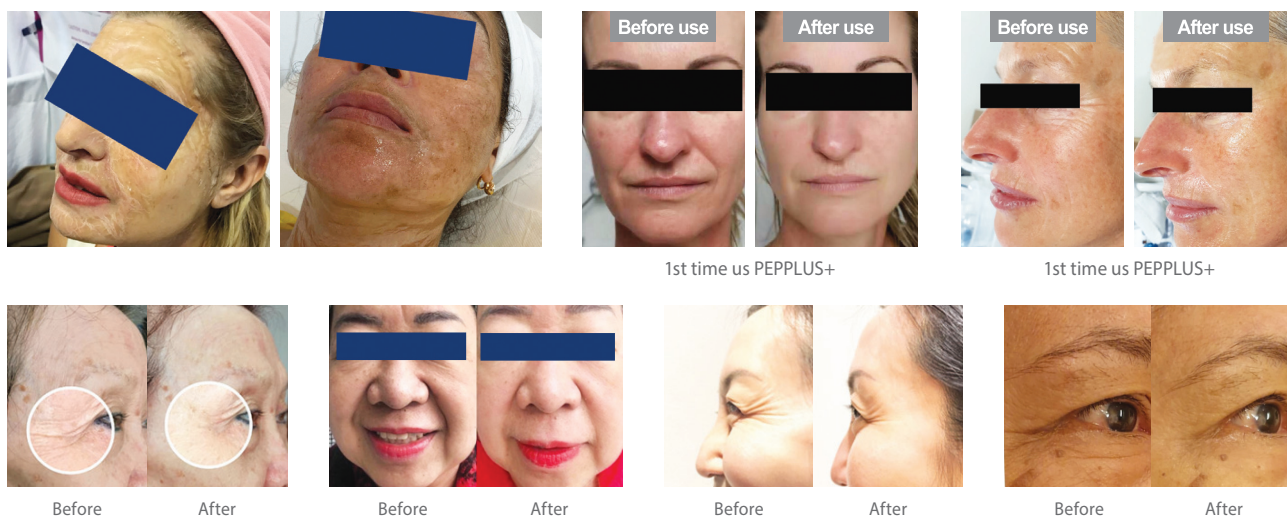 Before use
After use
Before use
After use
1st time us PEPPLUS+
1st time us PEPPLUS+
Before
After
Before
After
Before
After
Before
After